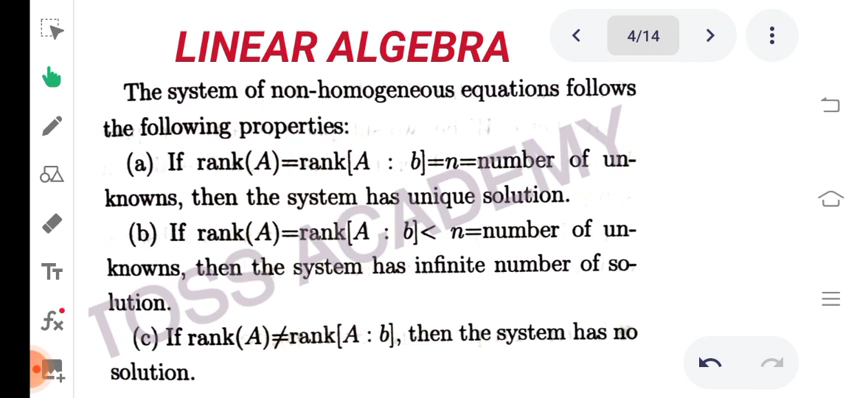 LINEAR ALGEBRA
4/14
The system of non-homogeneous equations follows
the following properties:
(a) If rank(A)=rank[A : b]=n=number of un-
knowns, then the system has unique solution.
(b) If rank(A)=rank[A : b]< n=number of un-
knowns, then the system has infinite number of so-
lution.
(c) If rank(A)≠rank[A : b], then the system has no
solution.
TOSS ACADEMY
TT
fx